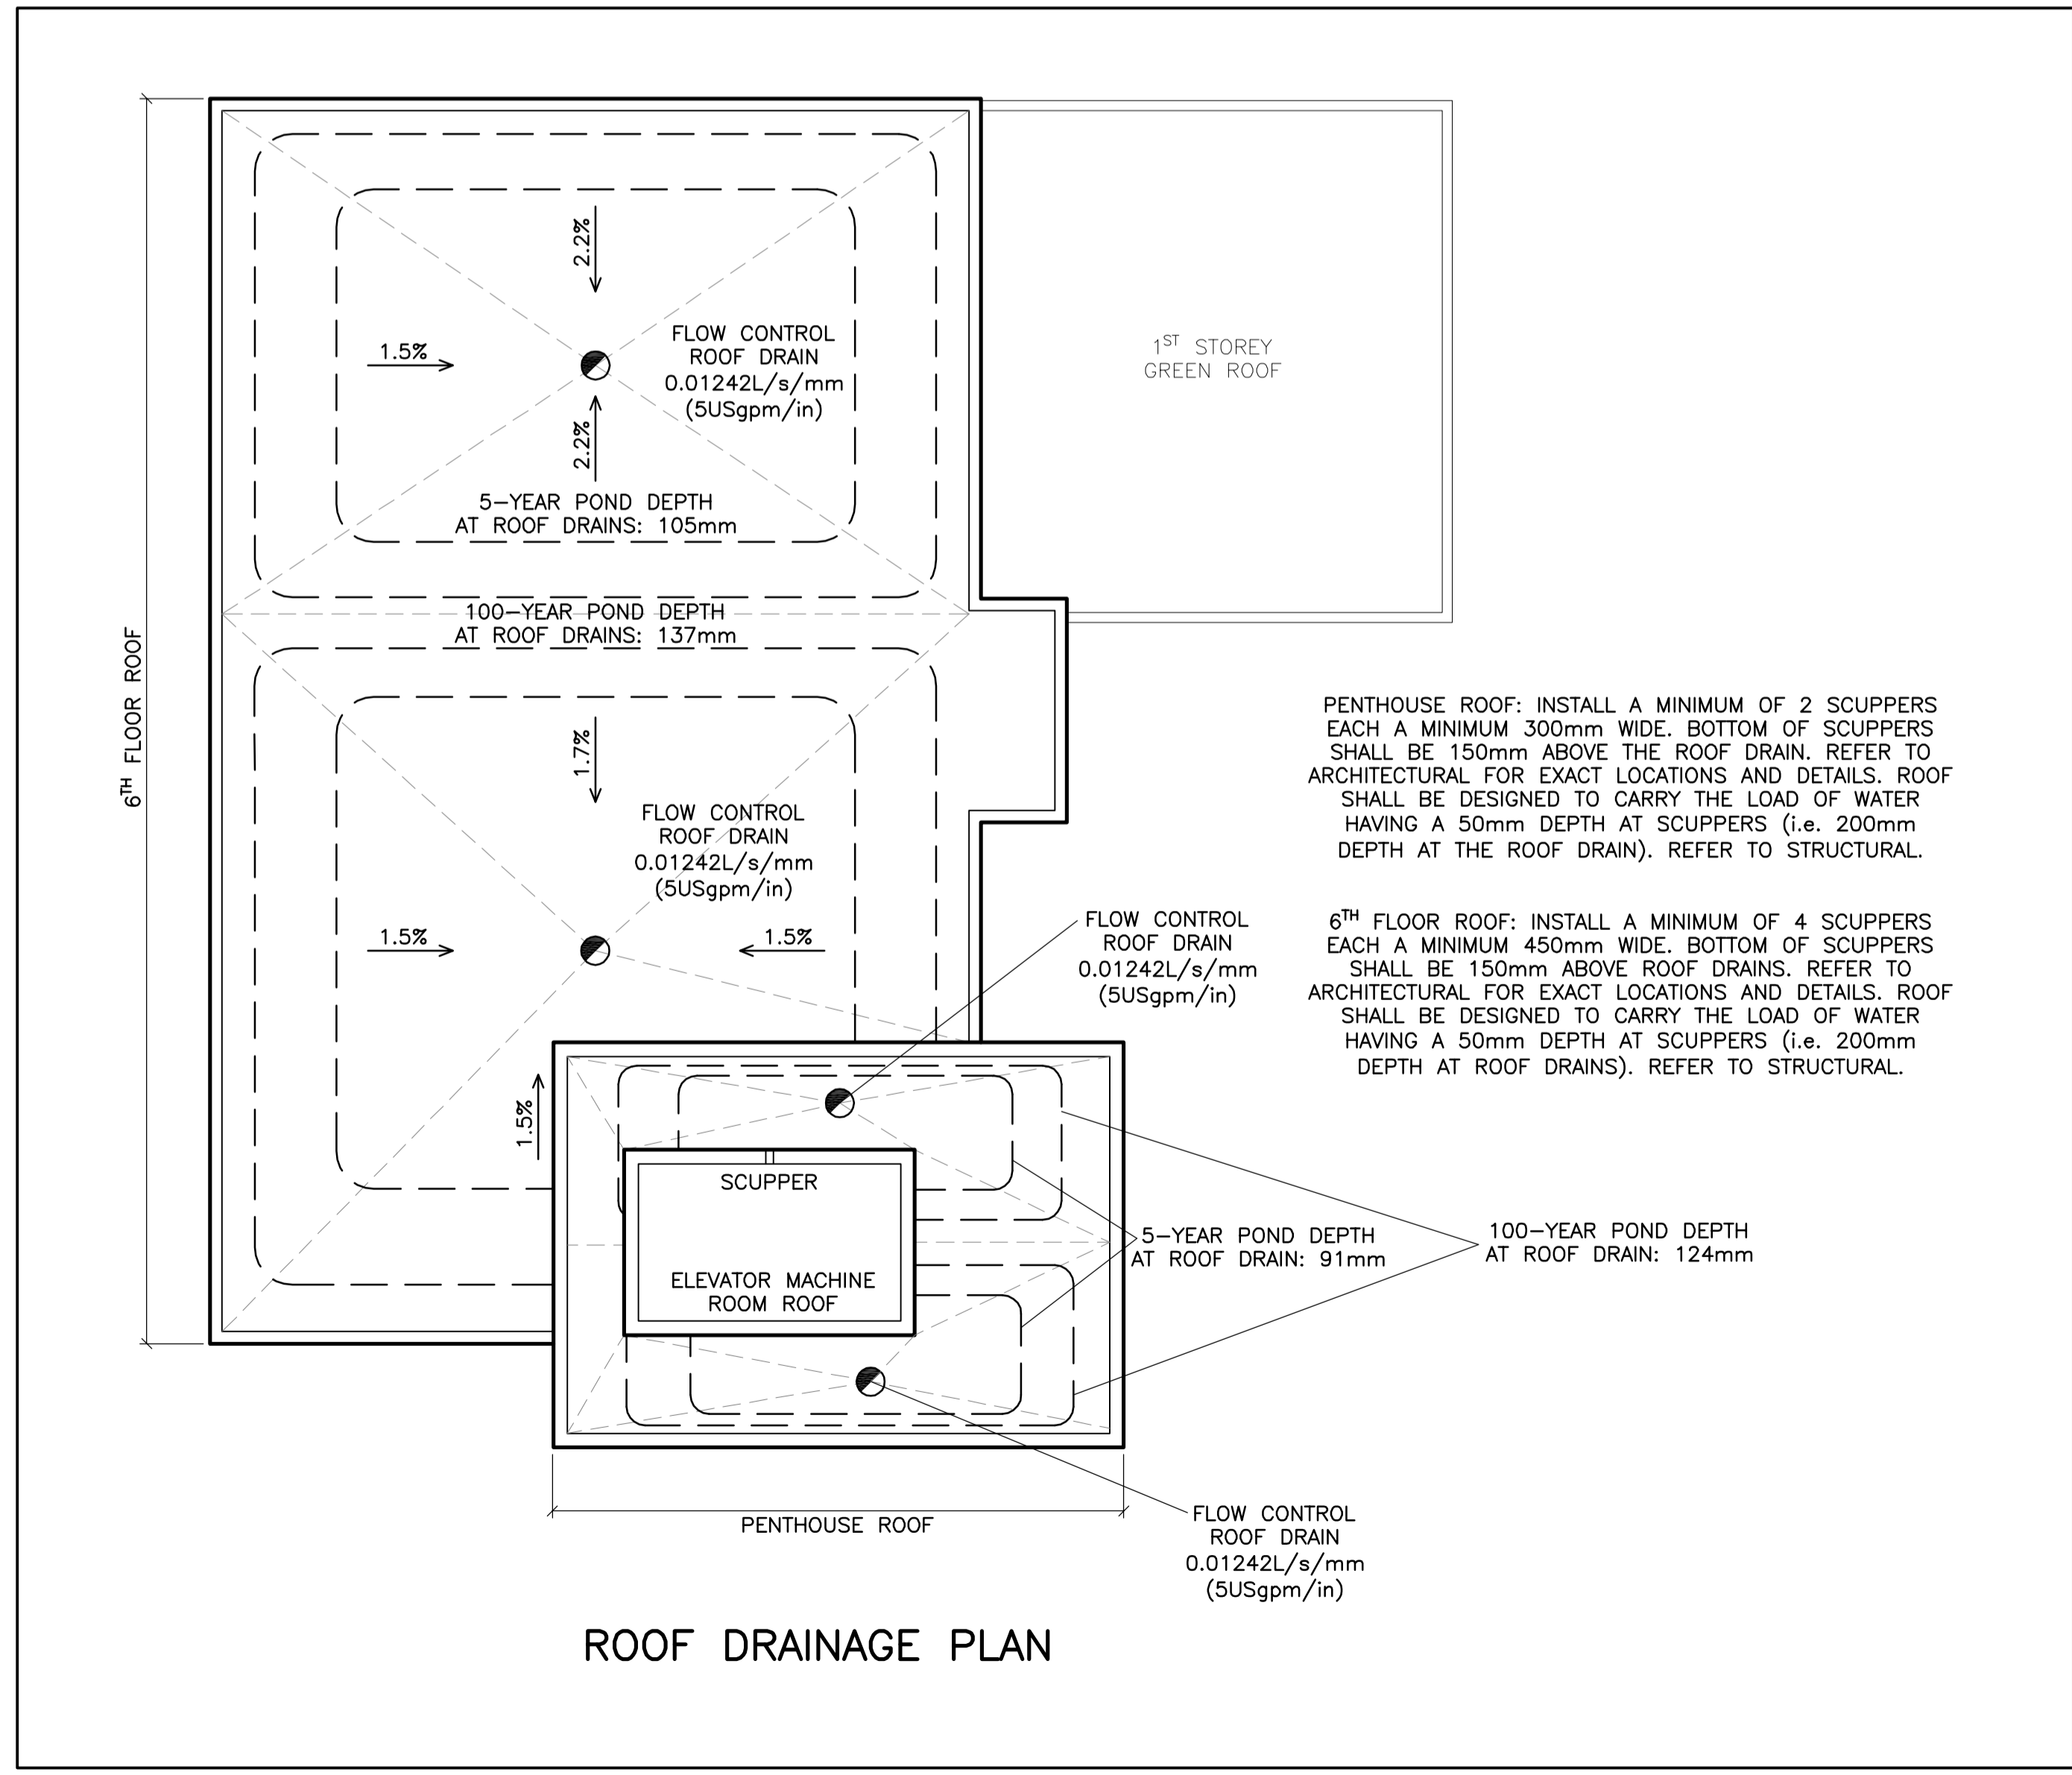 2.2%
FLOW CONTROL
ROOF DRAIN
0.01242L/s/mm
(5USgpm/in)
1.5%
2.2%
5-YEAR POND DEPTH
AT ROOF DRAINS: 105mm
1ST STOREY
GREEN ROOF
100-YEAR POND DEPTH
AT ROOF DRAINS: 137mm
6TH FLOOR ROOF
1.7%
FLOW CONTROL
ROOF DRAIN
0.01242L/s/mm
(5USgpm/in)
1.5%
1.5%
PENTHOUSE ROOF: INSTALL A MINIMUM OF 2 SCUPPERS
EACH A MINIMUM 300mm WIDE. BOTTOM OF SCUPPERS
SHALL BE 150mm ABOVE THE ROOF DRAIN. REFER TO
ARCHITECTURAL FOR EXACT LOCATIONS AND DETAILS. ROOF
SHALL BE DESIGNED TO CARRY THE LOAD OF WATER
HAVING A 50mm DEPTH AT SCUPPERS (i.e. 200mm
DEPTH AT THE ROOF DRAIN). REFER TO STRUCTURAL.
6TH FLOOR ROOF: INSTALL A MINIMUM OF 4 SCUPPERS
EACH A MINIMUM 450mm WIDE. BOTTOM OF SCUPPERS
SHALL BE 150mm ABOVE ROOF DRAINS. REFER TO
ARCHITECTURAL FOR EXACT LOCATIONS AND DETAILS. ROOF
SHALL BE DESIGNED TO CARRY THE LOAD OF WATER
HAVING A 50mm DEPTH AT SCUPPERS (i.e. 200mm
DEPTH AT ROOF DRAINS). REFER TO STRUCTURAL.
FLOW CONTROL
ROOF DRAIN
0.01242L/s/mm
(5USgpm/in)
1.5%
SCUPPER
ELEVATOR MACHINE
ROOM ROOF
5-YEAR POND DEPTH
AT ROOF DRAIN: 91mm
100-YEAR POND DEPTH
AT ROOF DRAIN: 124mm
PENTHOUSE ROOF
FLOW CONTROL
ROOF DRAIN
0.01242L/s/mm
(5USgpm/in)
ROOF DRAINAGE PLAN